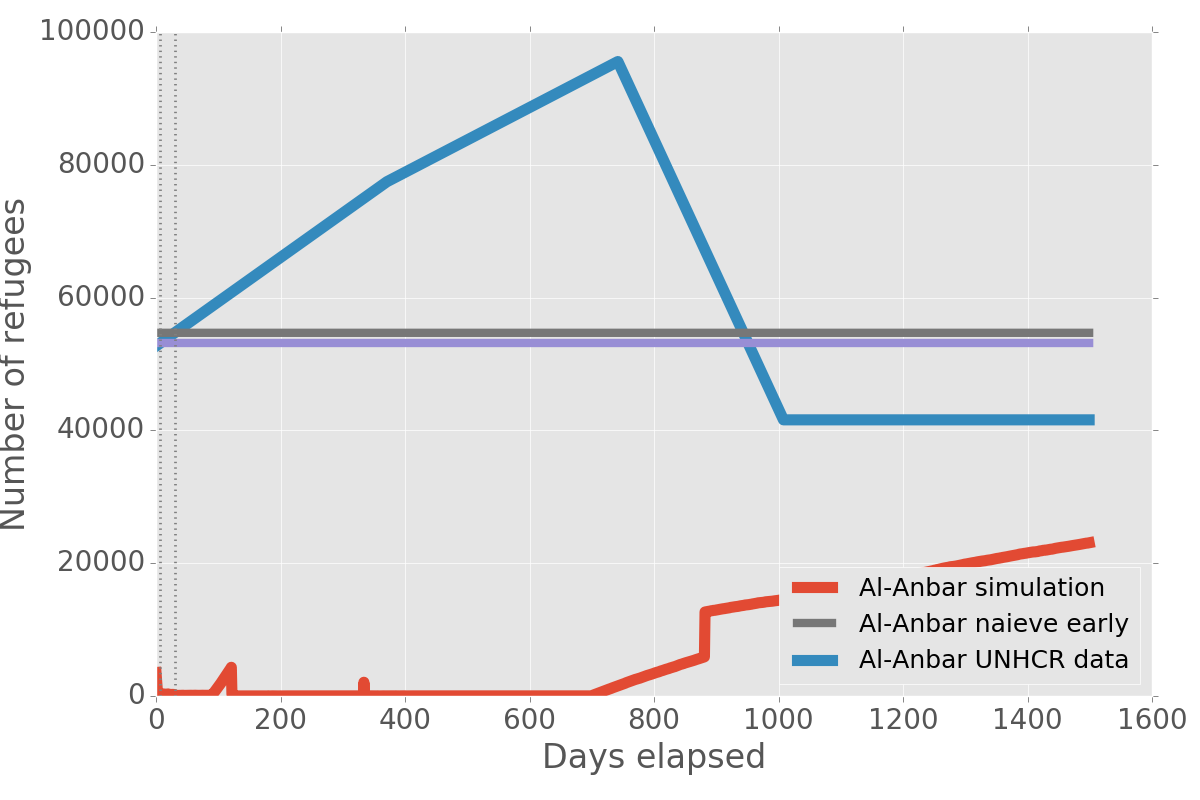 100000
80000
60000
40000
20000
0
Number of refugees
0 200 400 600 800 1000 1200 1400 1600
Days elapsed
Al-Anbar simulation
Al-Anbar naieve early
Al-Anbar UNHCR data